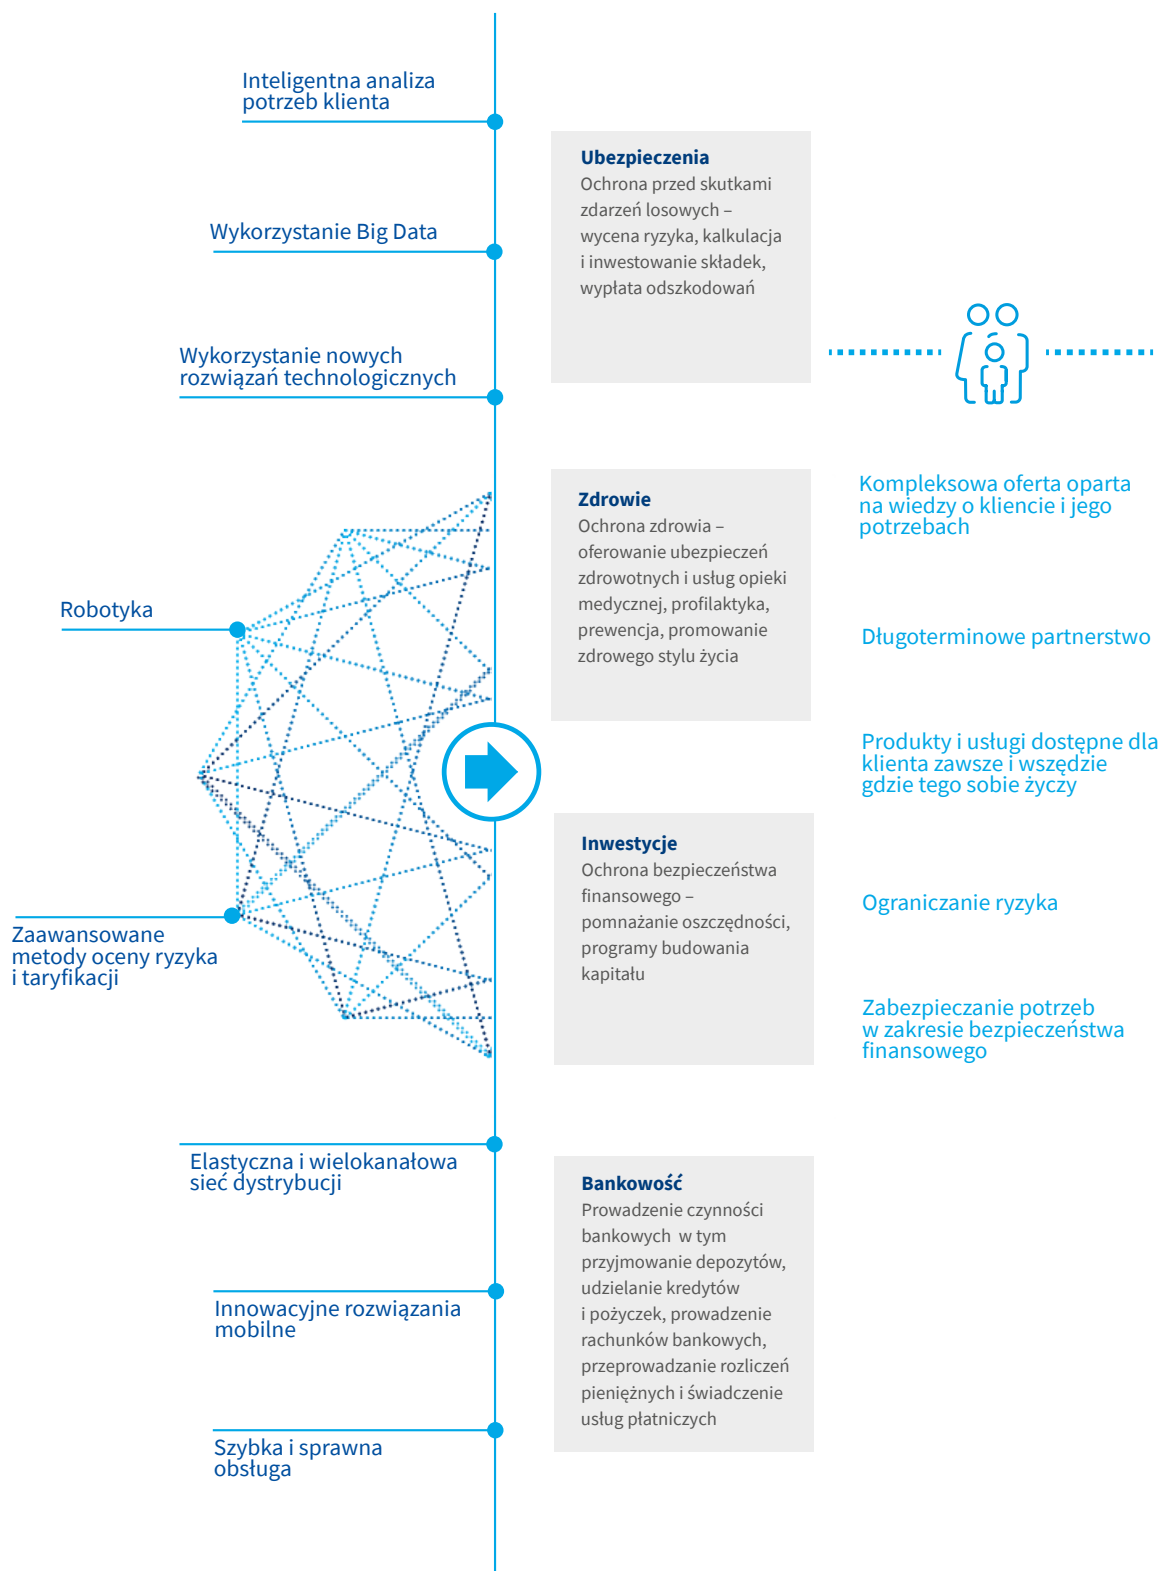 Inteligentna analiza
potrzeb klienta
Wykorzystanie Big Data
Wykorzystanie nowych
rozwiązań technologicznych
Robotyka
Zaawansowane
metody oceny ryzyka
i taryfikacji
Elastyczna i wielokanałowa
sieć dystrybucji
Innowacyjne rozwiązania
mobilne
Szybka i sprawna
obsługa
Ubezpieczenia
Ochrona przed skutkami
zdarzeń losowych –
wycena ryzyka, kalkulacja
i inwestowanie składek,
wypłata odszkodowań
Zdrowie
Ochrona zdrowia –
oferowanie ubezpieczeń
zdrowotnych i usług opieki
medycznej, profilaktyka,
prewencja, promowanie
zdrowego stylu życia
Inwestycje
Ochrona bezpieczeństwa
finansowego –
pomnażanie oszczędności,
programy budowania
kapitału
Bankowość
Prowadzenie czynności
bankowych w tym
przyjmowanie depozytów,
udzielanie kredytów
i pożyczek, prowadzenie
rachunków bankowych,
przeprowadzanie rozliczeń
pieniężnych i świadczenie
usług płatniczych
Kompleksowa oferta oparta
na wiedzy o kliencie i jego
potrzebach
Długoterminowe partnerstwo
Produkty i usługi dostępne dla
klienta zawsze i wszędzie
gdzie tego sobie życzy
Ograniczanie ryzyka
Zabezpieczanie potrzeb
w zakresie bezpieczeństwa
finansowego